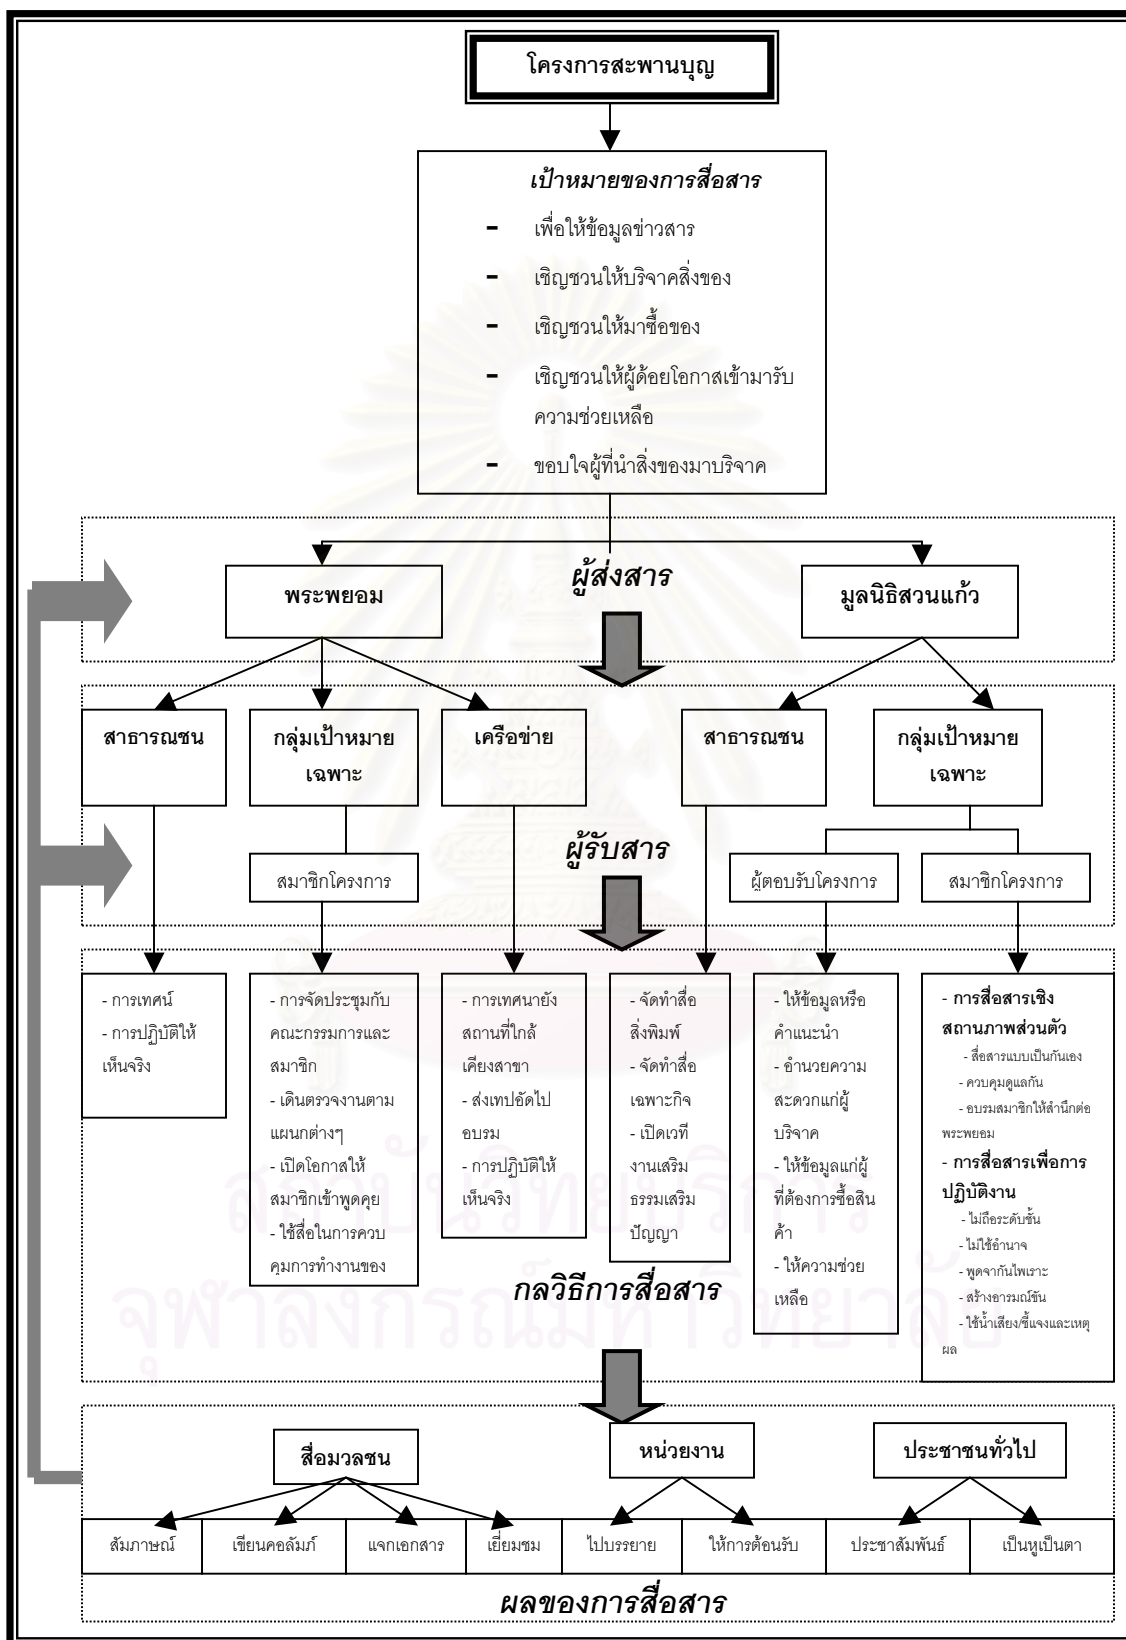 โครงการสะพานบุญ
เป้าหมายของการสื่อสาร
- เพื่อให้ข้อมูลข่าวสาร
- เชิญชวนให้บริจาคสิ่งของ
- เชิญชวนให้มาซื้อของ
- เชิญชวนให้ผู้ด้อยโอกาสเข้ามารับ
ความช่วยเหลือ
- ขอบใจผู้ที่นำสิ่งของมาบริจาค
ผู้ส่งสาร
พระพยอม
มูลนิธิสวนแก้ว
สาธารณชน
กลุ่มเป้าหมาย
เฉพาะ
เครือข่าย
สาธารณชน
กลุ่มเป้าหมาย
เฉพาะ
ผู้รับสาร
สมาชิกโครงการ
ผู้ตอบรับโครงการ
สมาชิกโครงการ
- การเทศน์
- การปฏิบัติให้
เห็นจริง
- การจัดประชุมกับ
คณะกรรมการและ
สมาชิก
- เดินตรวจงานตาม
แผนกต่างๆ
- เปิดโอกาสให้
สมาชิกเข้าพูดคุย
- ใช้สื่อในการควบ
คุมการทำงานของ
- การเทศนายัง
สถานที่ใกล้
เคียงสาขา
- ส่งเทปอัดไป
อบรม
- การปฏิบัติให้
เห็นจริง
- จัดทำสื่อ
สิ่งพิมพ์
- จัดทำสื่อ
เฉพาะกิจ
- เปิดเวที
งานเสริม
ธรรมเสริม
ปัญญา
- ให้ข้อมูลหรือ
คำแนะนำ
- อำนวยความ
สะดวกแก่ผู้
บริจาค
- ให้ข้อมูลแก่ผู้
ที่ต้องการซื้อสิน
ค้า
- ให้ความช่วย
เหลือ
- การสื่อสารเชิง
สถานภาพส่วนตัว
- สื่อสารแบบเป็นกันเอง
- ควบคุมดูแลกัน
- อบรมสมาชิกให้สำนึกต่อ
พระพยอม
- การสื่อสารเพื่อการ
ปฏิบัติงาน
- ไม่ถือระดับชั้น
- ไม่ใช้อำนาจ
- พูดจากันไพเราะ
- สร้างอารมณ์ขัน
- ใช้น้ำเสียง/ชี้แจงและเหตุ
ผล
กลวิธีการสื่อสาร
สถาบันวิทยบริการ
จุฬาลงกรณ์มหาวิทยาลัย
สื่อมวลชน
หน่วยงาน
ประชาชนทั่วไป
สัมภาษณ์
เขียนคอลัมภ์
แจกเอกสาร
เยี่ยมชม
ไปบรรยาย
ให้การต้อนรับ
ประชาสัมพันธ์
เป็นหูเป็นตา
ผลของการสื่อสาร